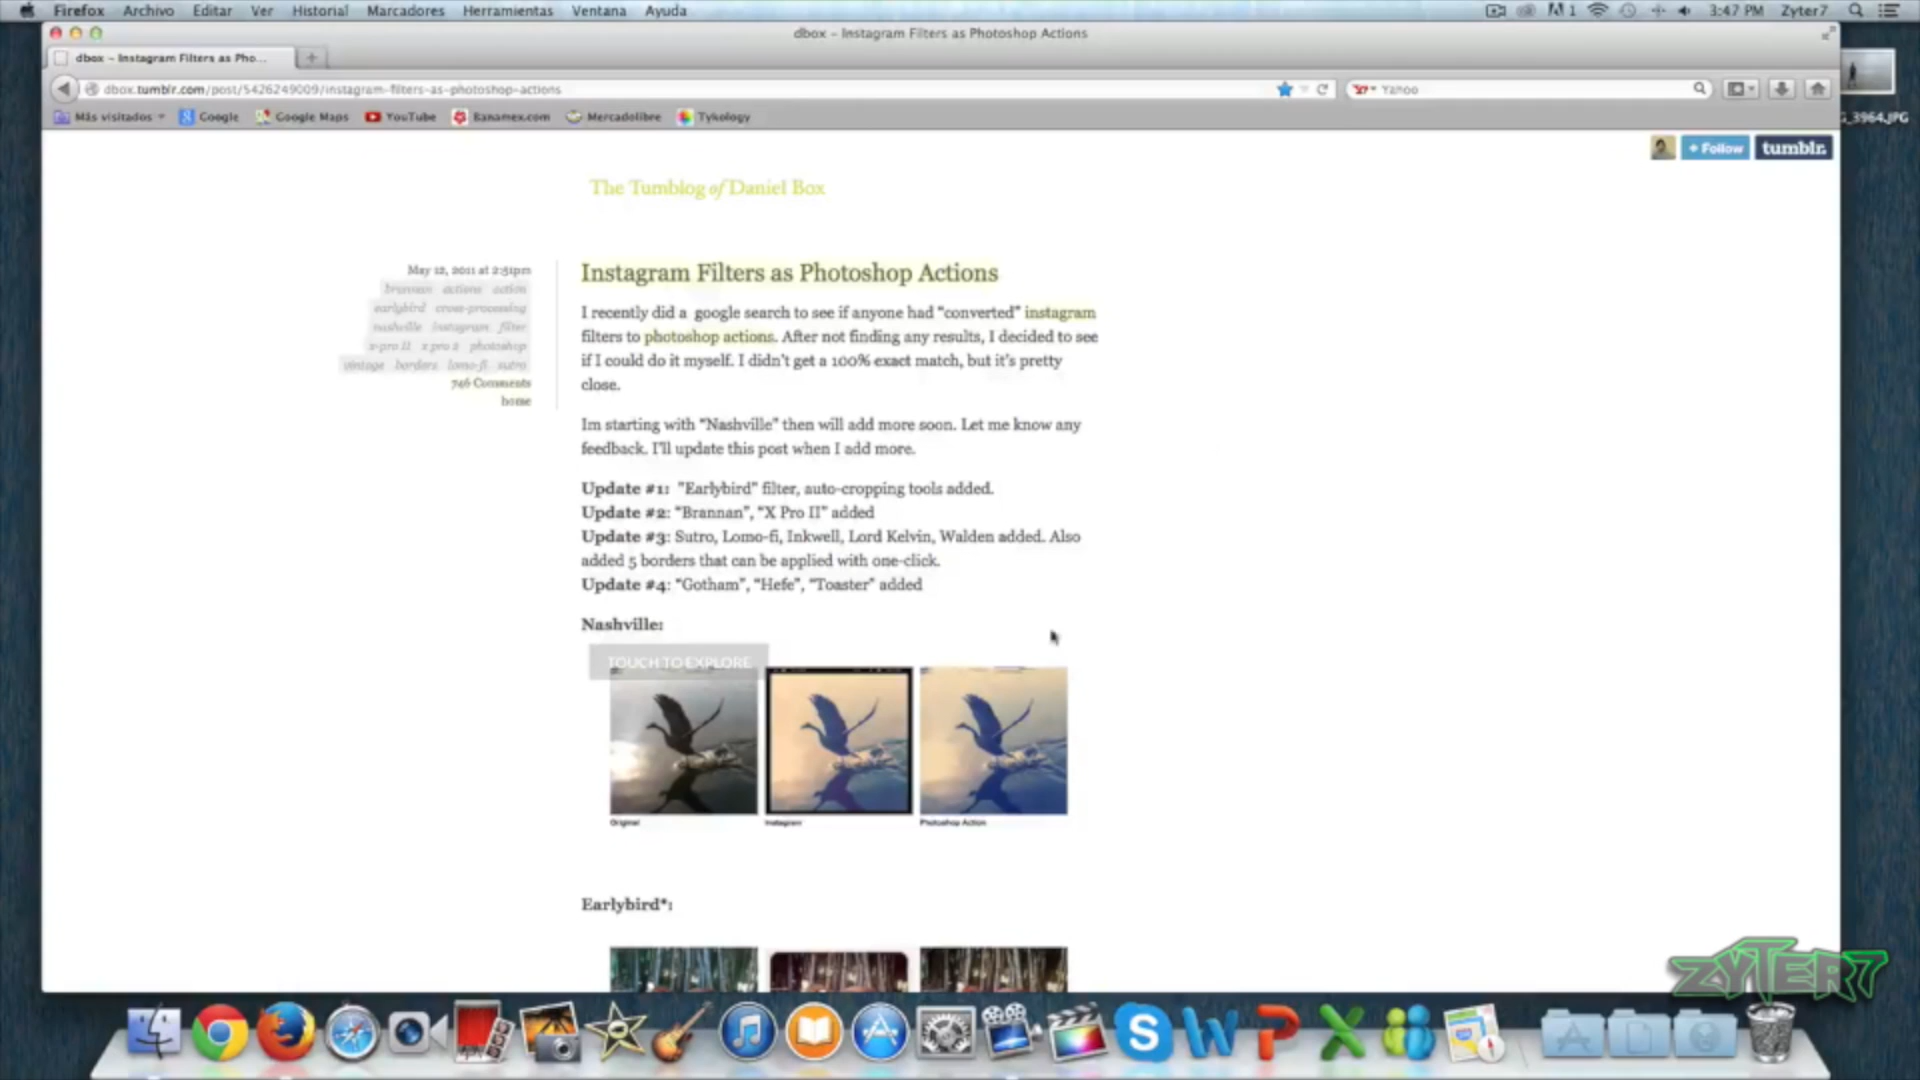 Firefox Archivo Editar Ver Historial Marcadores Herramientas Ventana Ayuda
1 3:47 PM Zyter7
dbox - Instagram Filters as Photoshop Actions
dbox - Instagram Filters as Pho...
dbox.tumblr.com/post/5426249009/instagram-filters-as-photoshop-actions
Yahoo
Más visitados Google Google Maps YouTube Banamex.com Mercadolibre Tykology
G_3964.JPG
+ Follow tumblr.
The Tumblog of Daniel Box
May 12, 2011 at 2:51pm
brannan actions action
earlybird cross-processing
nashville instagram filter
x-pro II x pro 2 photoshop
vintage borders lomo-fi sutro
746 Comments
home
Instagram Filters as Photoshop Actions
I recently did a google search to see if anyone had “converted” instagram
filters to photoshop actions. After not finding any results, I decided to see
if I could do it myself. I didn’t get a 100% exact match, but it’s pretty
close.
Im starting with “Nashville” then will add more soon. Let me know any
feedback. I’ll update this post when I add more.
Update #1: “Earlybird” filter, auto-cropping tools added.
Update #2: “Brannan”, “X Pro II” added
Update #3: Sutro, Lomo-fi, Inkwell, Lord Kelvin, Walden added. Also
added 5 borders that can be applied with one-click.
Update #4: “Gotham”, “Hefe”, “Toaster” added
Nashville:
TOUCH TO EXPLORE
Original Instagram Photoshop Action
Earlybird*:
ZYTER7